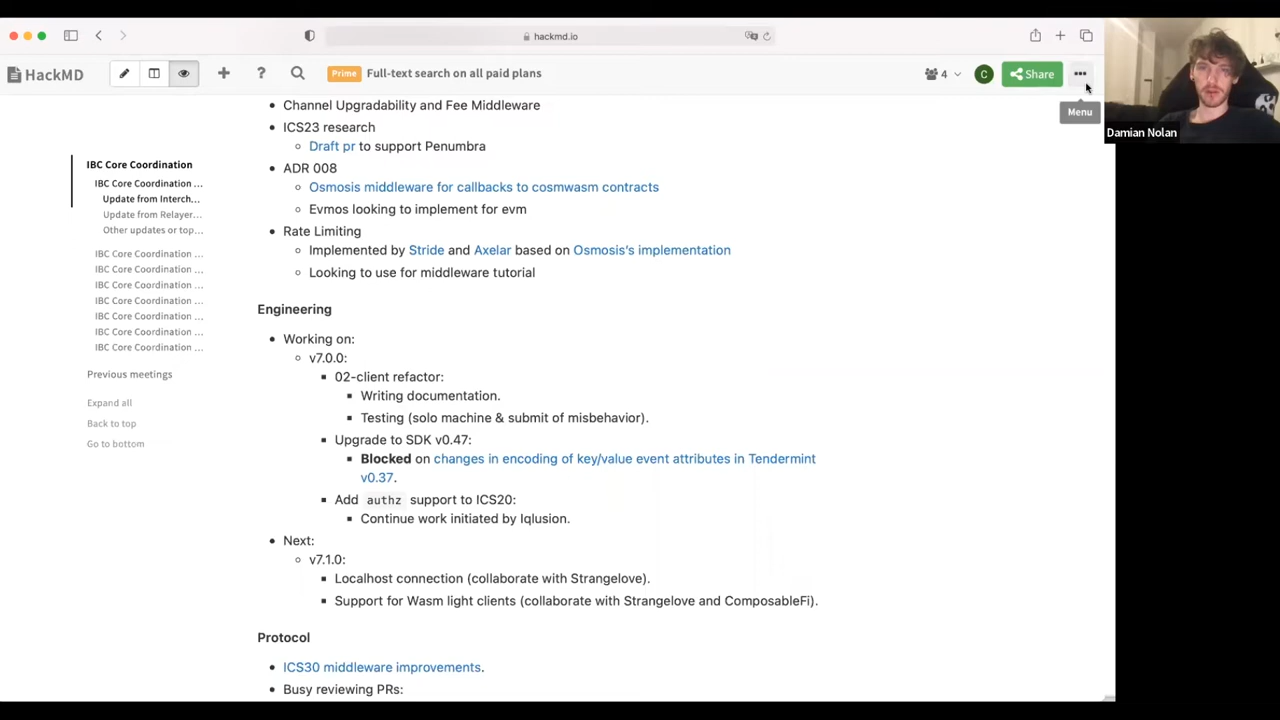 hackmd.io
HackMD
Prime Full-text search on all paid plans
4
C
Share
Menu
Damian Nolan
IBC Core Coordination
IBC Core Coordination ...
Update from Interch...
Update from Relayer...
Other updates or top...
IBC Core Coordination ...
IBC Core Coordination ...
IBC Core Coordination ...
IBC Core Coordination ...
IBC Core Coordination ...
IBC Core Coordination ...
IBC Core Coordination ...
Previous meetings
Expand all
Back to top
Go to bottom
Channel Upgradability and Fee Middleware
ICS23 research
Draft pr to support Penumbra
ADR 008
Osmosis middleware for callbacks to cosmwasm contracts
Evmos looking to implement for evm
Rate Limiting
Implemented by Stride and Axelar based on Osmosis's implementation
Looking to use for middleware tutorial
Engineering
Working on:
v7.0.0:
02-client refactor:
Writing documentation.
Testing (solo machine & submit of misbehavior).
Upgrade to SDK v0.47:
Blocked on changes in encoding of key/value event attributes in Tendermint
v0.37.
Add authz support to ICS20:
Continue work initiated by Iqlusion.
Next:
v7.1.0:
Localhost connection (collaborate with Strangelove).
Support for Wasm light clients (collaborate with Strangelove and ComposableFi).
Protocol
ICS30 middleware improvements.
Busy reviewing PRs: